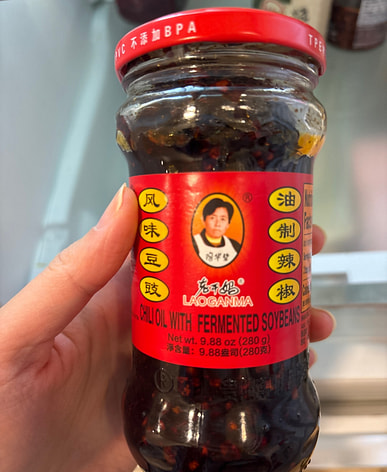 PVC 不添加BPA
TPE
风味豆豉
油制辣椒
陶华碧
老干妈®
LAOGANMA
CHILI OIL WITH FERMENTED SOYBEANS
Net wt. 9.88 oz (280 g)
净含量：9.88盎司(280克)